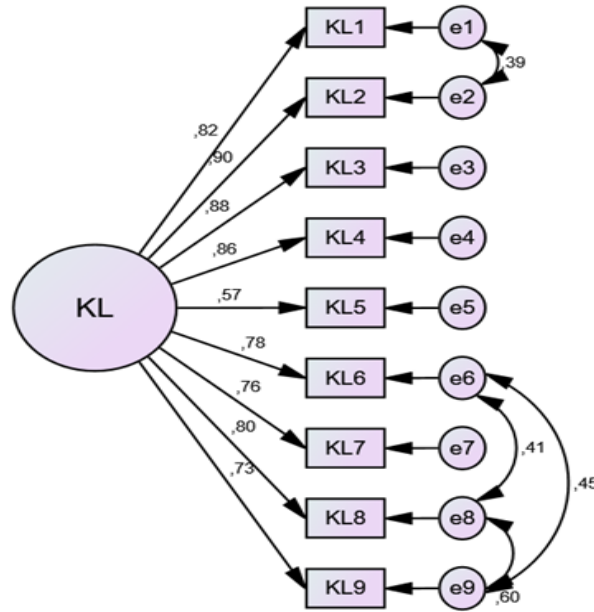 KL1
e1
,39
KL2
e2
,82
,90
KL3
e3
,88
KL4
e4
,86
KL
,57
KL5
e5
,78
KL6
e6
,76
,80
KL7
e7
,41
,45
,73
KL8
e8
KL9
e9
,60